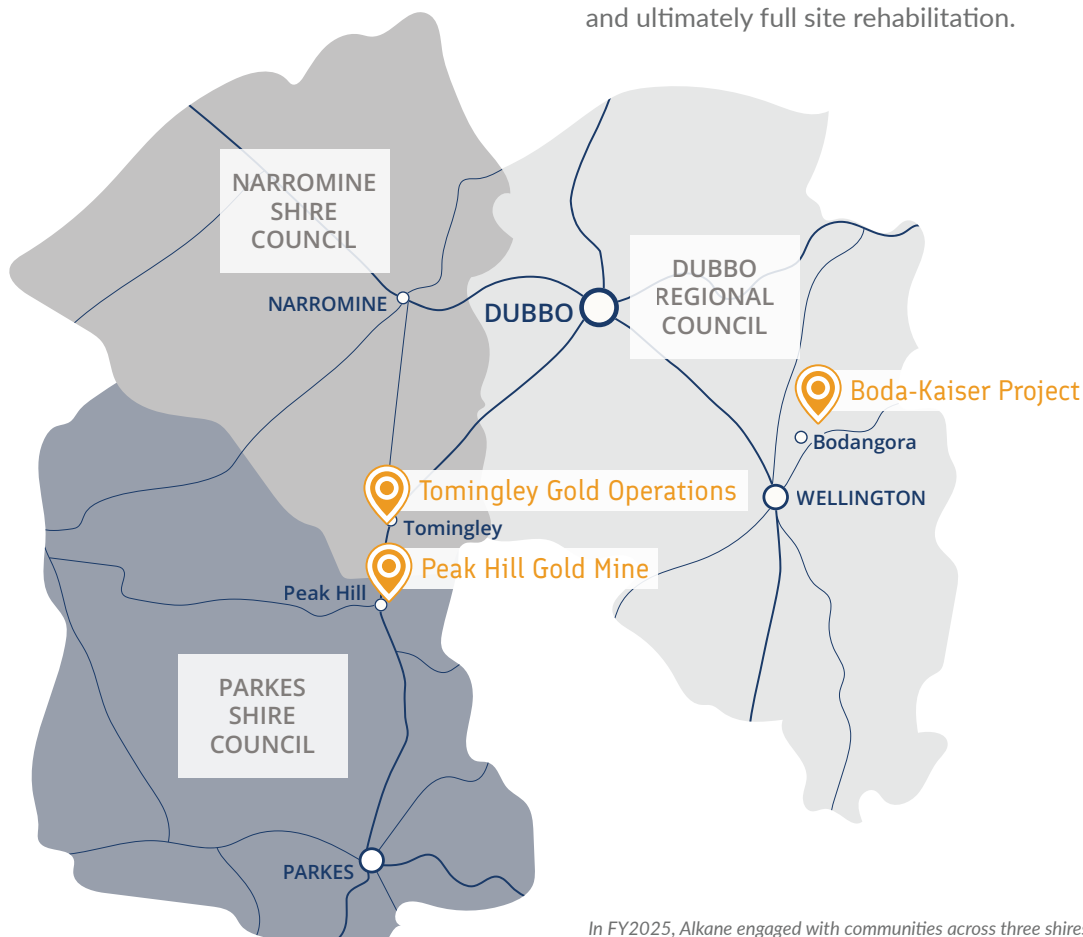 and ultimately full site rehabilitation.
NARROMINE
SHIRE
COUNCIL
DUBBO
REGIONAL
COUNCIL
NARROMINE
DUBBO
Boda-Kaiser Project
Bodangora
Tomingley Gold Operations
WELLINGTON
Tomingley
Peak Hill Gold Mine
Peak Hill
PARKES
SHIRE
COUNCIL
PARKES
In FY2025, Alkane engaged with communities across three shire